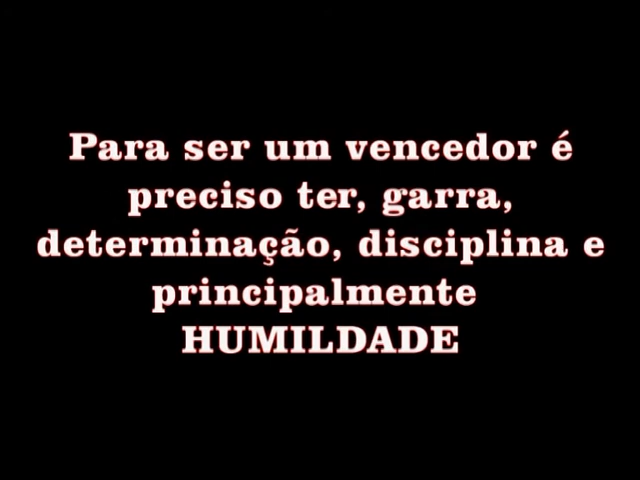 Para ser um vencedor é
preciso ter, garra,
determinação, disciplina e
principalmente
HUMILDADE